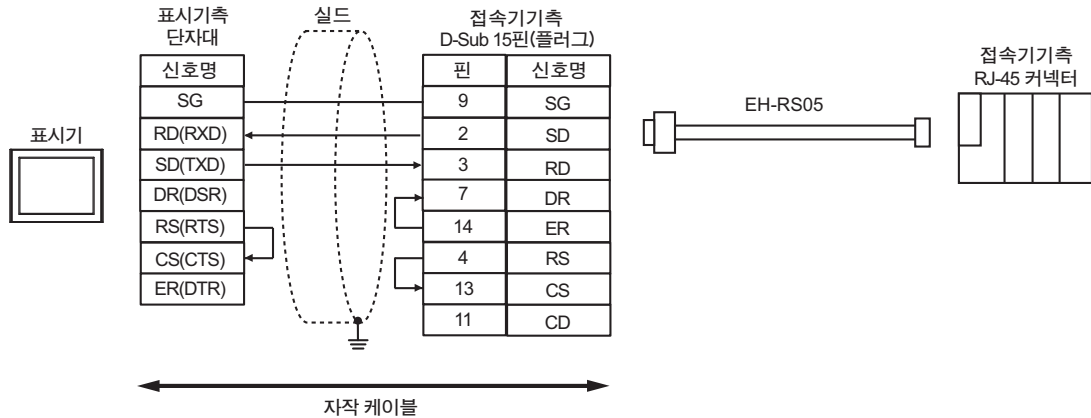 표시기측
단자대
실드
접속기기측
D-Sub 15핀(플러그)
신호명
핀 신호명
SG
9 SG
RD(RXD)
2 SD
SD(TXD)
3 RD
DR(DSR)
7 DR
RS(RTS)
14 ER
CS(CTS)
4 RS
ER(DTR)
13 CS
11 CD
표시기
EH-RS05
접속기기측
RJ-45 커넥터
자작 케이블